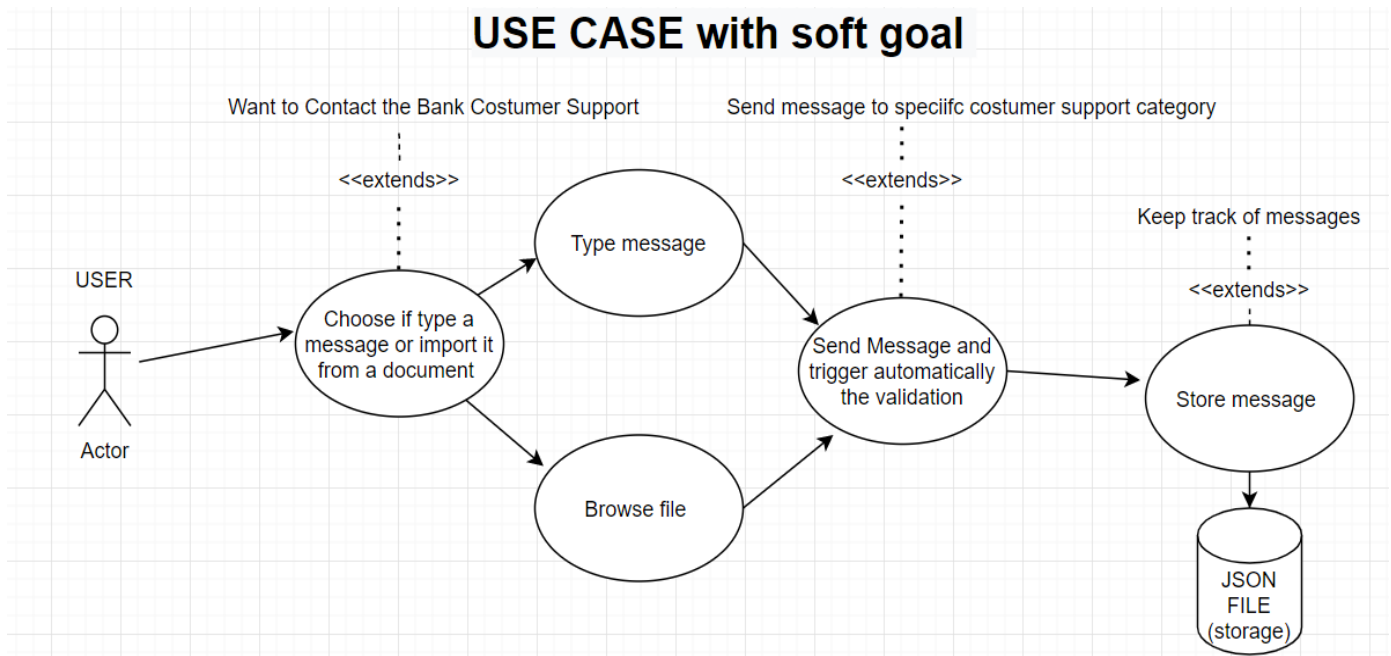 USE CASE with soft goal
Want to Contact the Bank Costumer Support
Send message to speciifc costumer support category
<<extends>>
<<extends>>
Keep track of messages
Type message
USER
<<extends>>
Choose if type a
message or import it
from a document
Send Message and
trigger automatically
the validation
Store message
Actor
Browse file
JSON
FILE
(storage)